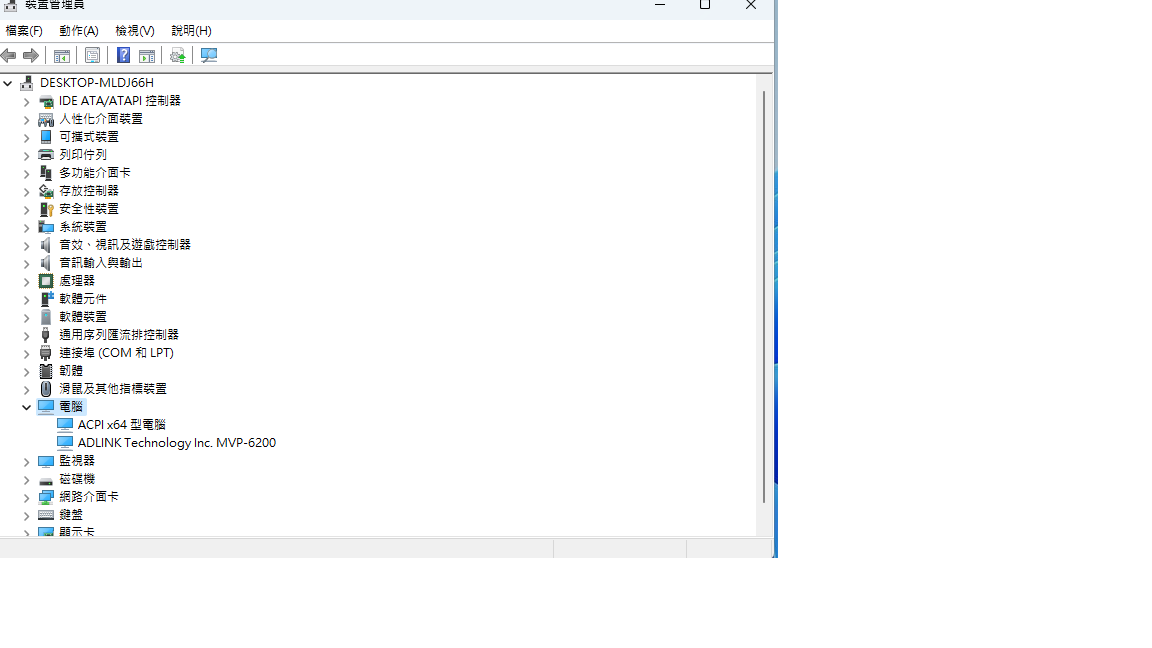 裝置管理員
檔案(F) 動作(A) 檢視(V) 說明(H)
DESKTOP-MLDJ66H
IDE ATA/ATAPI 控制器
人性化介面裝置
可攜式裝置
列印佇列
多功能介面卡
存放控制器
安全性裝置
系統裝置
音效、視訊及遊戲控制器
音訊輸入與輸出
處理器
軟體元件
軟體裝置
通用序列匯流排控制器
連接埠 (COM 和 LPT)
韌體
滑鼠及其他指標裝置
電腦
ACPI x64 型電腦
ADLINK Technology Inc. MVP-6200
監視器
磁碟機
網路介面卡
鍵盤
顯示卡